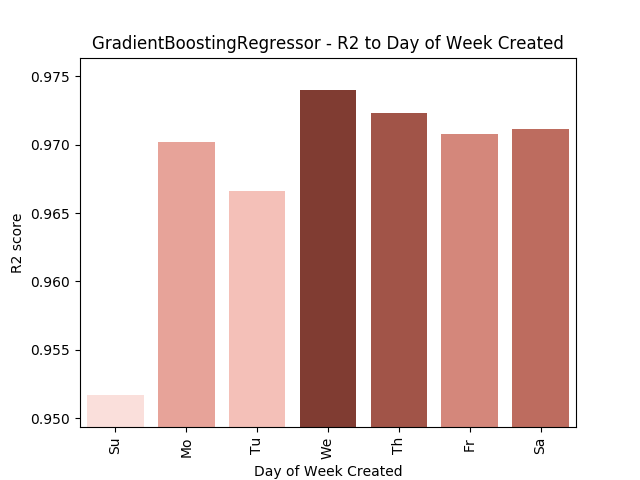 GradientBoostingRegressor - R2 to Day of Week Created
0.975
0.970
0.965
0.960
0.955
0.950
R2 score
Su
Mo
Tu
We
Th
Fr
Sa
Day of Week Created